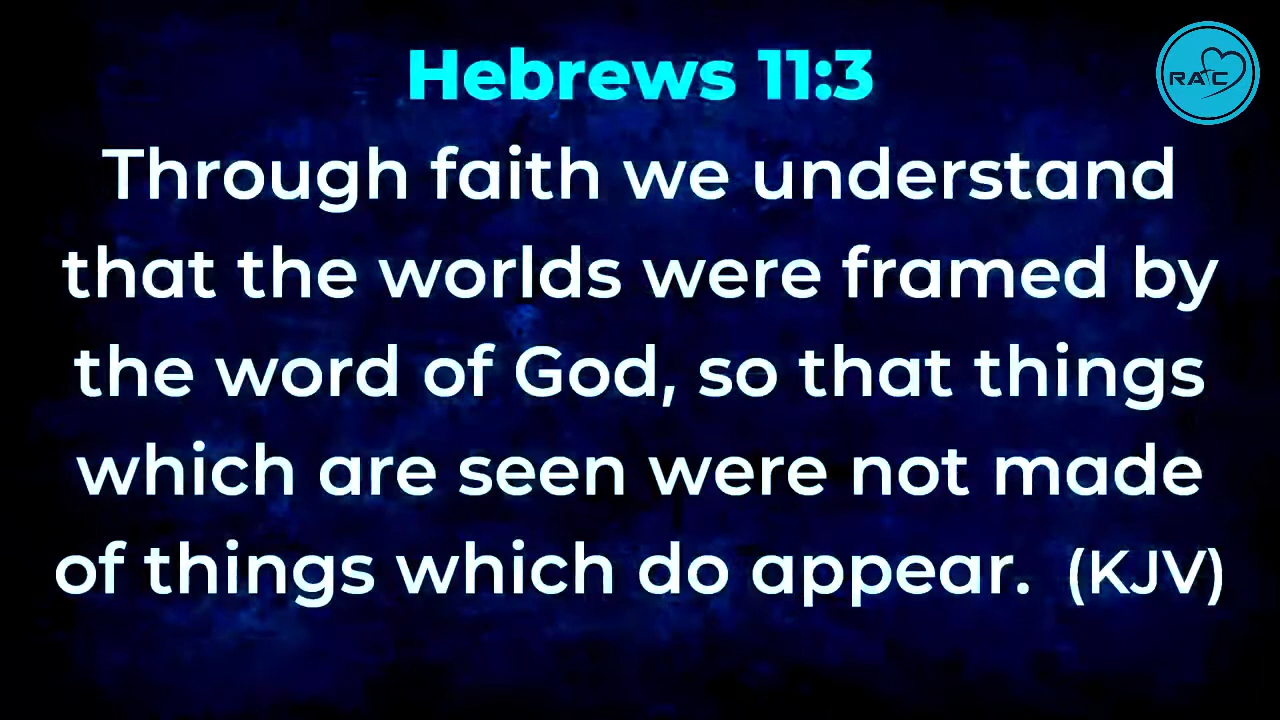 Hebrews 11:3
RAC
Through faith we understand
that the worlds were framed by
the word of God, so that things
which are seen were not made
of things which do appear. (KJV)